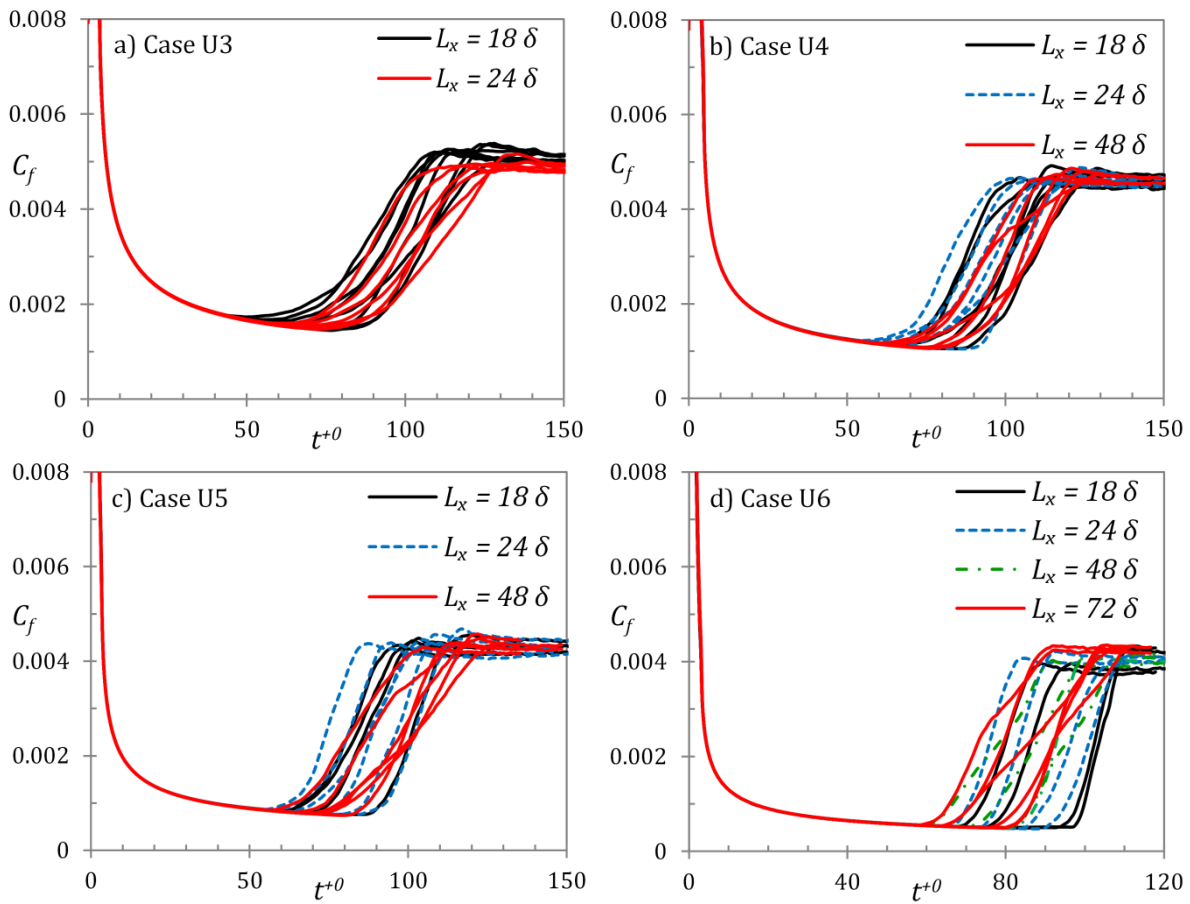 a) Case U3
L_x = 18 δ
L_x = 24 δ
0.008
0.006
C_f
0.004
0.002
0
0 50 100 150
t^{+0}
b) Case U4
L_x = 18 δ
L_x = 24 δ
L_x = 48 δ
0.008
0.006
C_f
0.004
0.002
0
0 50 100 150
t^{+0}
c) Case U5
L_x = 18 δ
L_x = 24 δ
L_x = 48 δ
0.008
0.006
C_f
0.004
0.002
0
0 50 100 150
t^{+0}
d) Case U6
L_x = 18 δ
L_x = 24 δ
L_x = 48 δ
L_x = 72 δ
0.008
0.006
C_f
0.004
0.002
0
0 40 80 120
t^{+0}